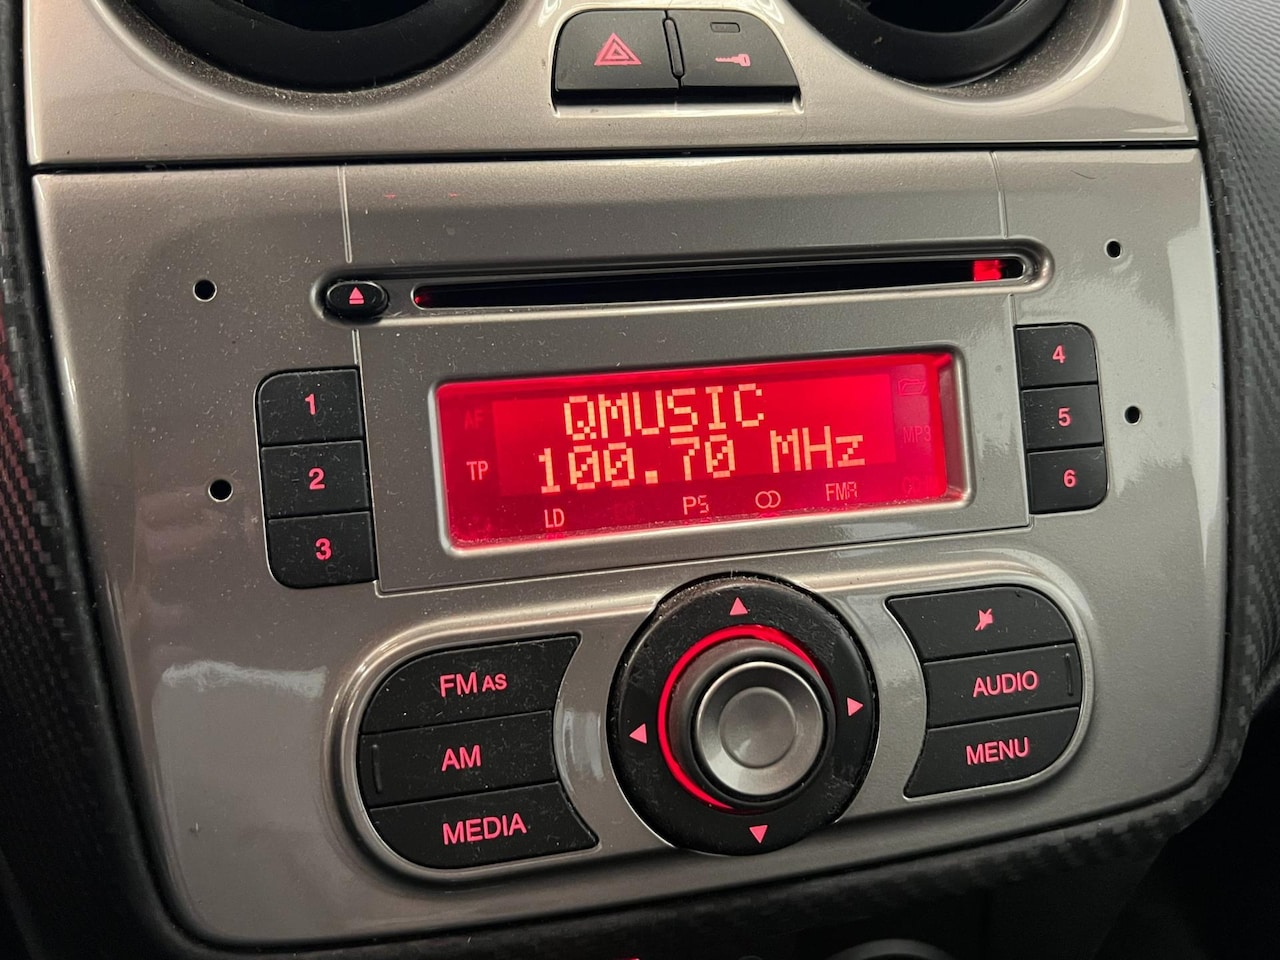 QMUSIC
100.70 MHz
AF
TP
MP3
LD
PS
FMA
1
2
3
4
5
6
FM AS
AM
MEDIA
AUDIO
MENU